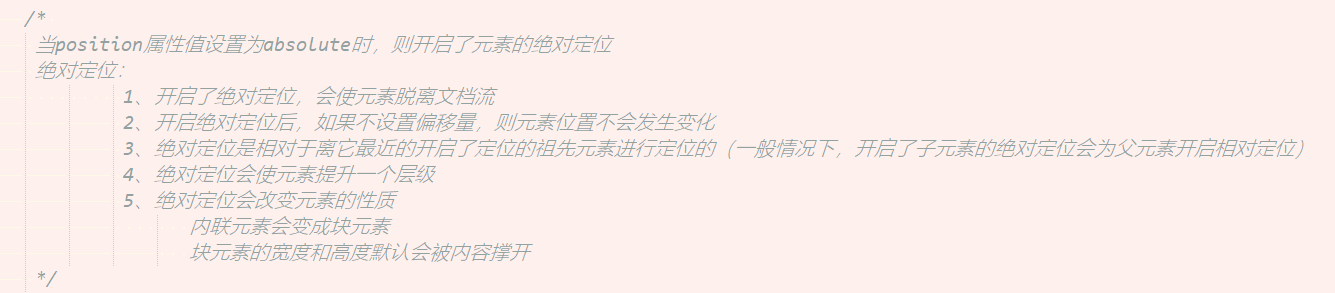 /*
当position属性值设置为absolute时，则开启了元素的绝对定位
绝对定位：
1、开启了绝对定位，会使元素脱离文档流
2、开启绝对定位后，如果不设置偏移量，则元素位置不会发生变化
3、绝对定位是相对于离它最近的开启了定位的祖先元素进行定位的（一般情况下，开启了子元素的绝对定位会为父元素开启相对定位）
4、绝对定位会使元素提升一个层级
5、绝对定位会改变元素的性质
内联元素会变成块元素
块元素的宽度和高度默认会被内容撑开
*/